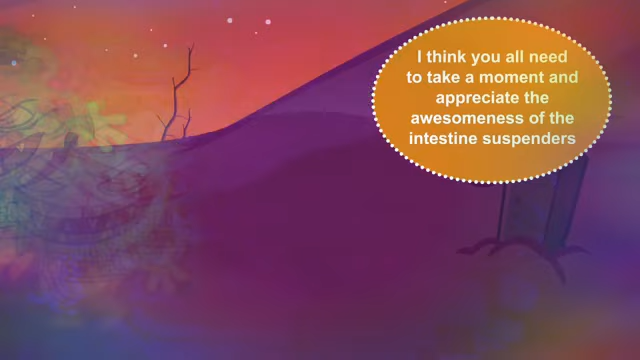 I think you all need
to take a moment and
appreciate the
awesomeness of the
intestine suspenders